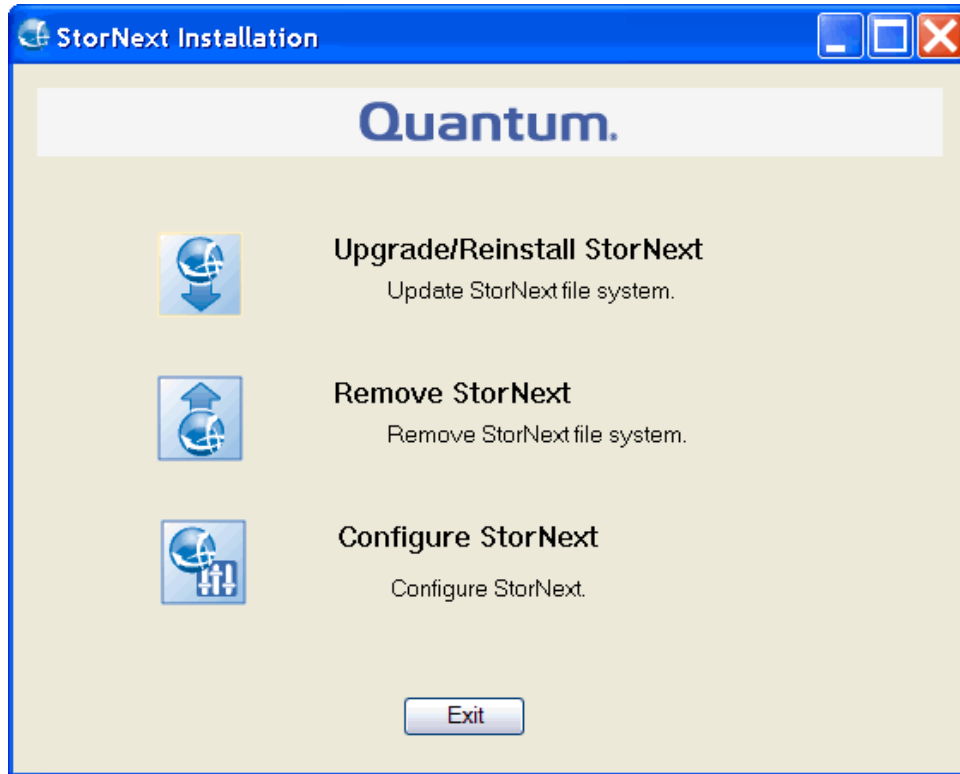 StorNext Installation
Quantum.
Upgrade/Reinstall StorNext
Update StorNext file system.
Remove StorNext
Remove StorNext file system.
Configure StorNext
Configure StorNext.
Exit